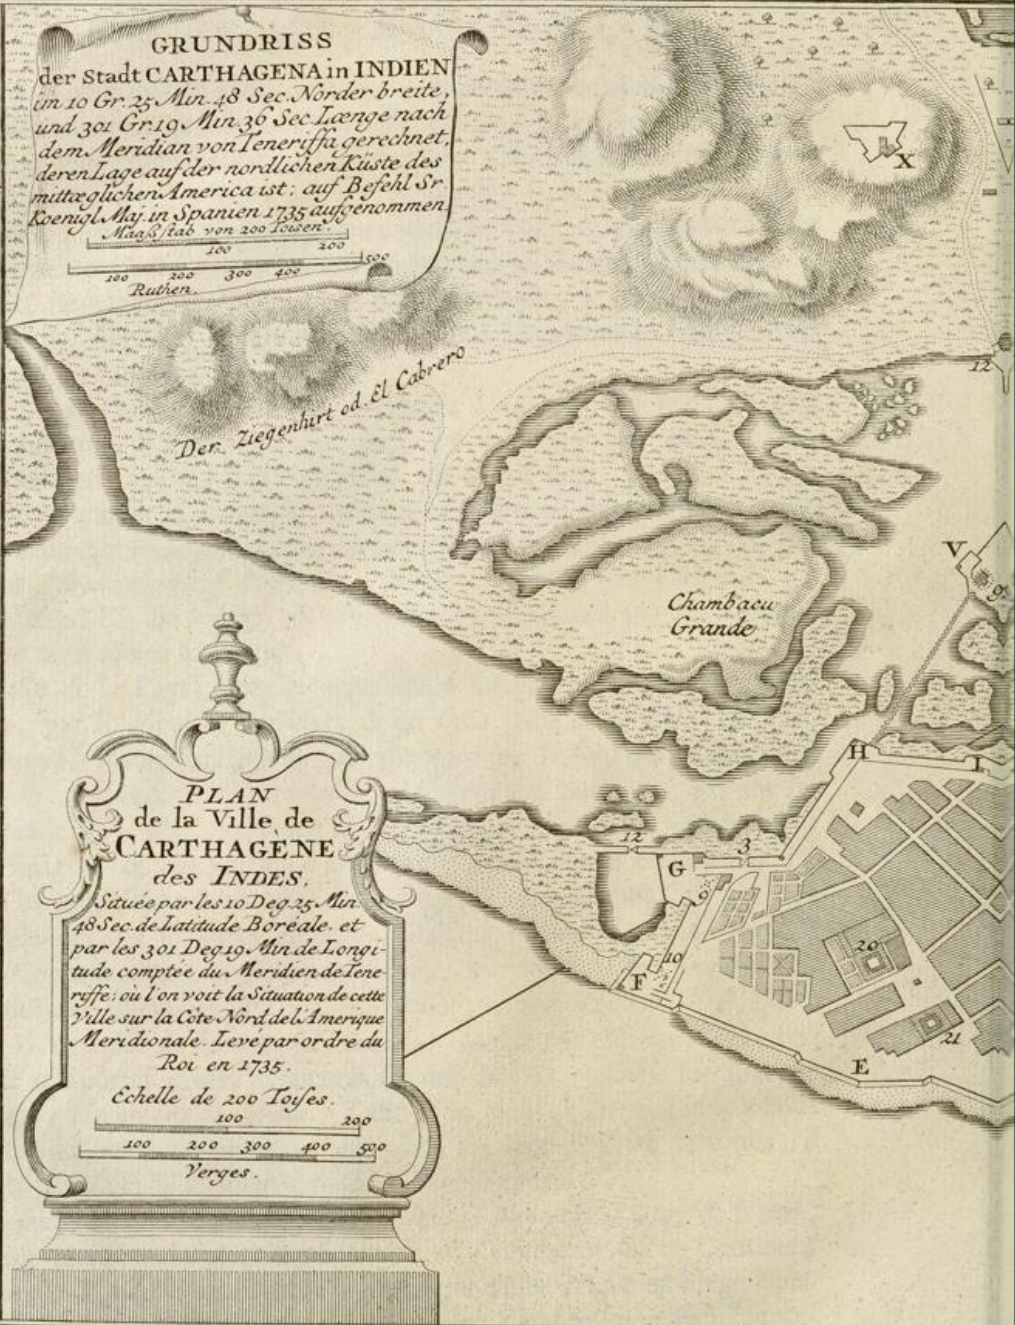 GRUNDRISS
der Stadt CARTHAGENA in INDIEN
im 10 Gr. 25 Min. 48 Sec. Norder breite,
und 301 Gr. 19 Min. 36 Sec. Længe nach
dem Meridian von Teneriffa gerechnet,
deren Lage auf der nordlichen Küste des
mittæglichen America ist; auf Befehl Sr.
Koenigl. Maj. in Spanien 1735 aufgenommen.
Maaßstab von 200 Toisen.
100 200
100 200 300 400 500
Ruthen.
X
12
Der Ziegenhirt od. El Cabrero
V
9
Chambacu
Grande
H
I
12
3
G
9
10
F
20
21
E
PLAN
de la Ville de
CARTHAGÈNE
des INDES.
Située par les 10 Deg. 25 Min.
48 Sec. de Latitude Boréale, et
par les 301 Deg. 19 Min. de Longi-
tude comptée du Meridien de Tene-
riffe; où l'on voit la Situation de cette
Ville sur la Côte Nord de l'Amerique
Meridionale. Levé par ordre du
Roi en 1735.
Echelle de 200 Toises.
100 200
100 200 300 400 500
Verges.